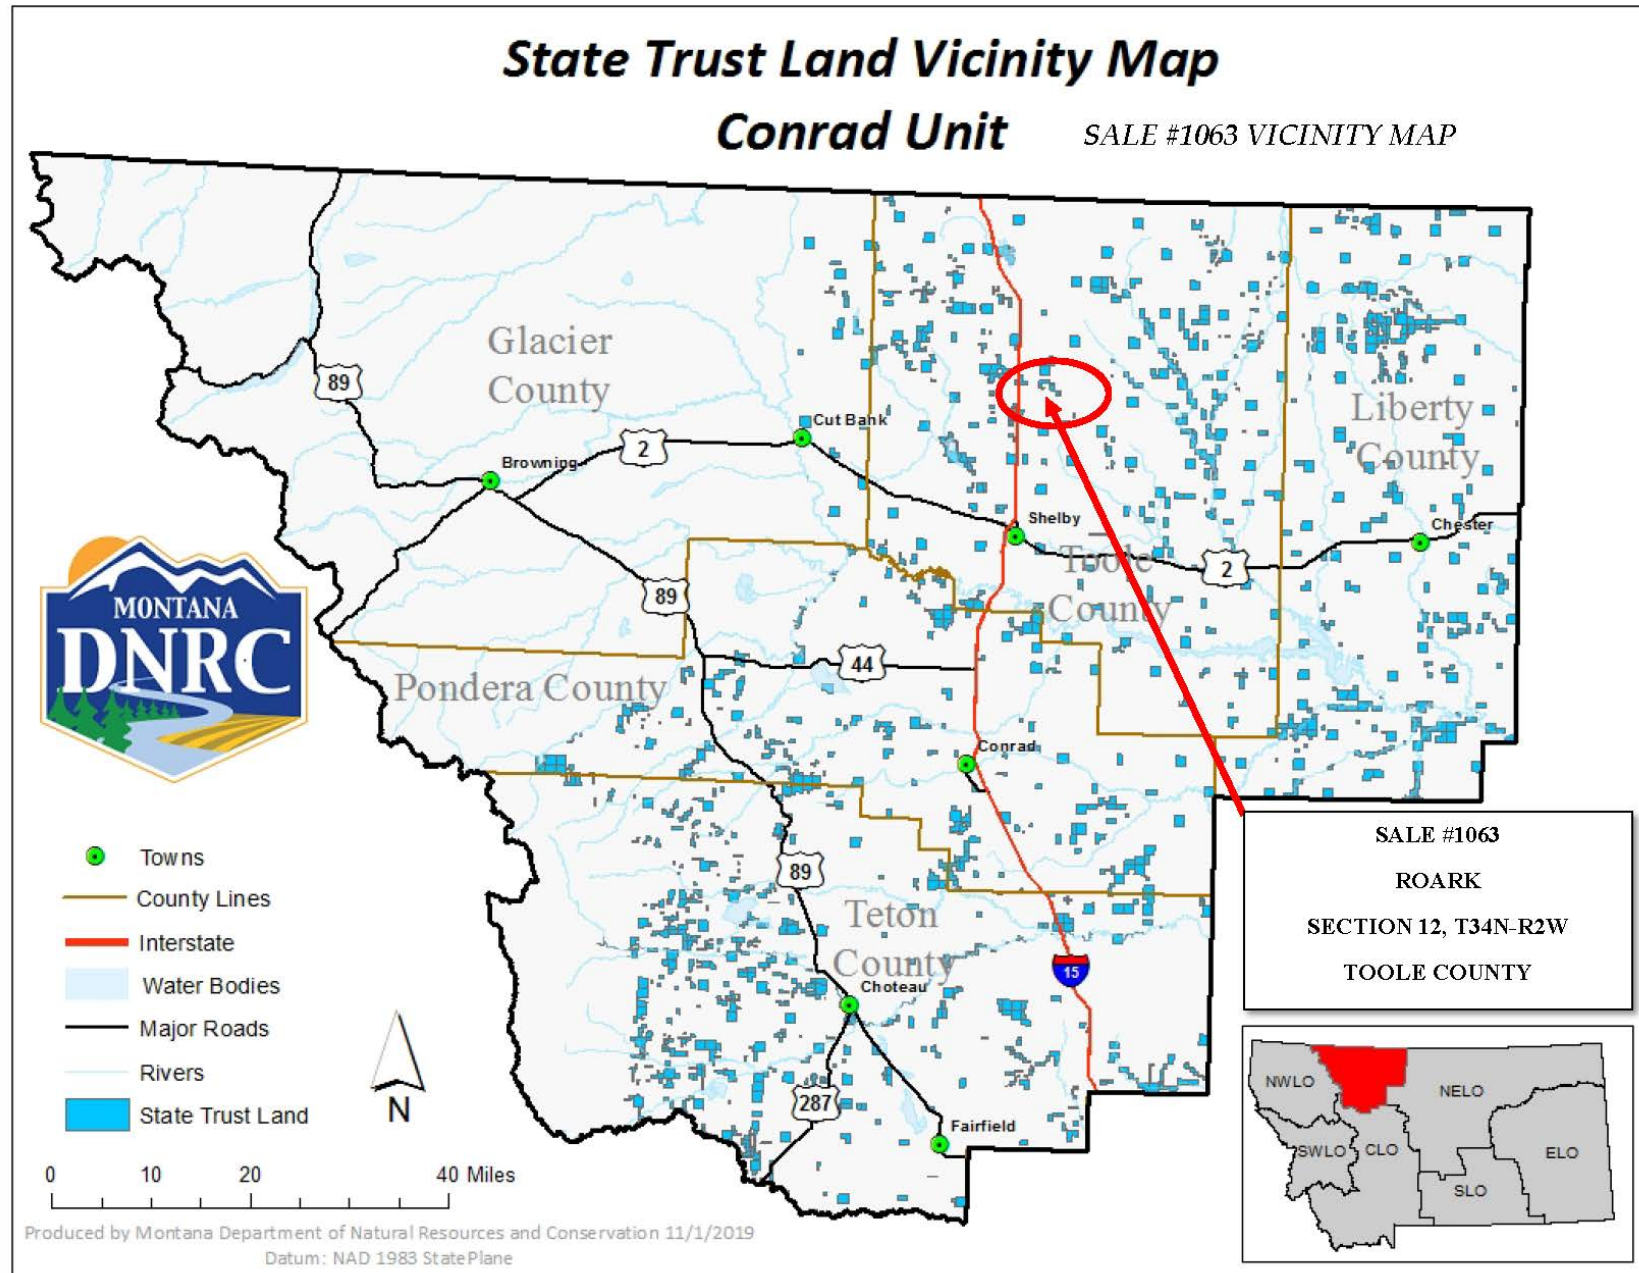 State Trust Land Vicinity Map
Conrad Unit
SALE #1063 VICINITY MAP
Glacier
County
89
Cut Bank
2
Browning
Liberty
County
Shelby
Chester
Toole
County
2
89
MONTANA
DNRC
44
Pondera County
Conrad
SALE #1063
ROARK
SECTION 12, T34N-R2W
TOOLE COUNTY
Towns
County Lines
Interstate
Water Bodies
Major Roads
Rivers
State Trust Land
89
Teton
County
Choteau
15
N
287
Fairfield
NWLO
NELO
SWLO
CLO
ELO
SLO
0 10 20 40 Miles
Produced by Montana Department of Natural Resources and Conservation 11/1/2019
Datum: NAD 1983 StatePlane